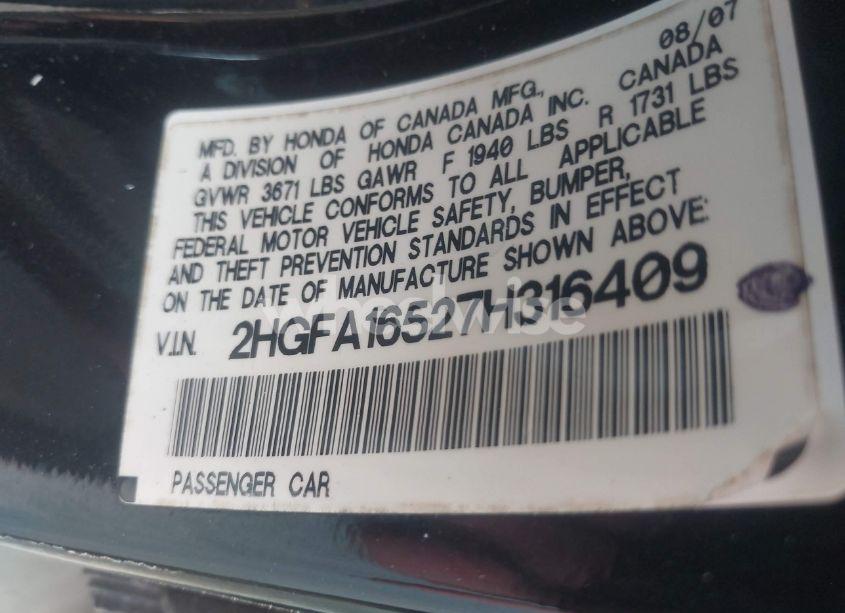 08/07
MFD. BY HONDA OF CANADA MFG.,
A DIVISION OF HONDA CANADA INC. CANADA
GVWR 3671 LBS GAWR F 1940 LBS R 1731 LBS
THIS VEHICLE CONFORMS TO ALL APPLICABLE
FEDERAL MOTOR VEHICLE SAFETY, BUMPER,
AND THEFT PREVENTION STANDARDS IN EFFECT
ON THE DATE OF MANUFACTURE SHOWN ABOVE:
V.I.N. 2HGFA16527H316409
wheelwise
PASSENGER CAR